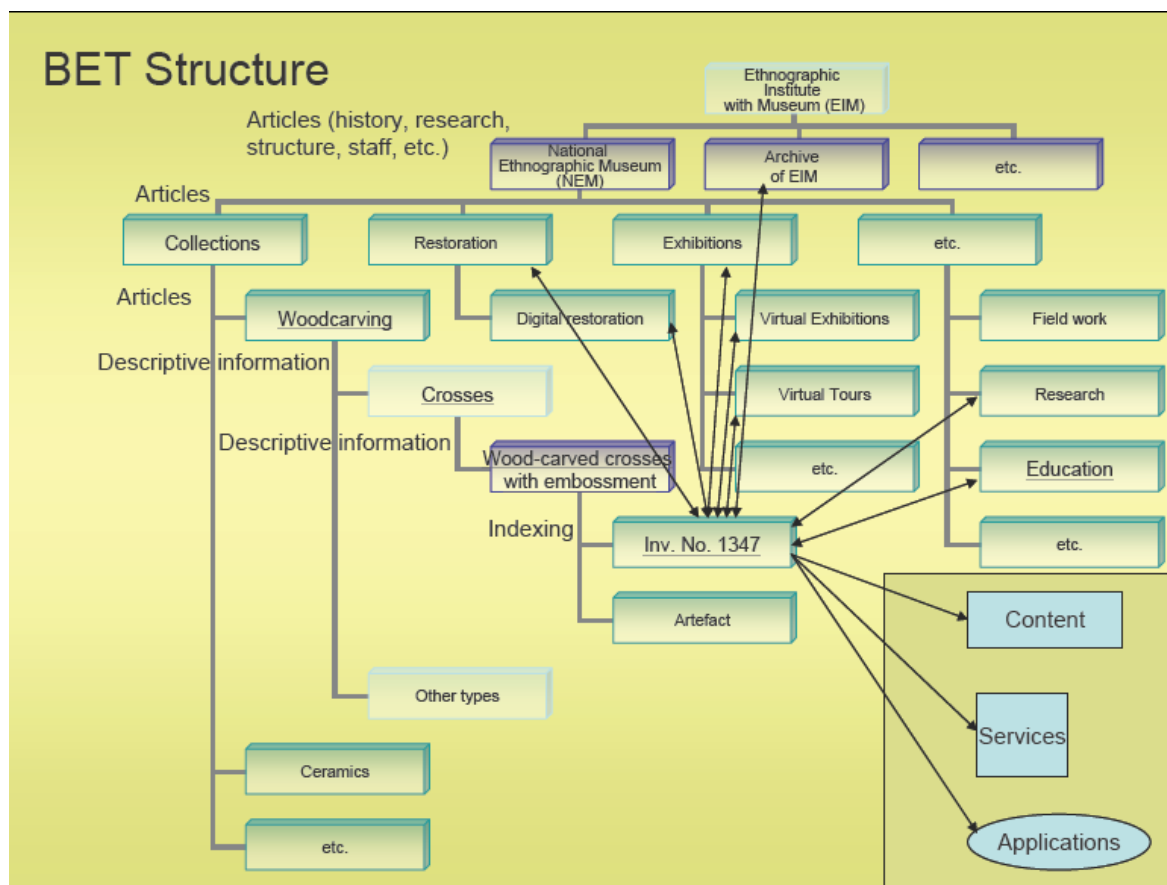 BET Structure
Ethnographic
Institute
with Museum (EIM)
Articles (history, research,
structure, staff, etc.)
National
Ethnographic Museum
(NEM)
Archive
of EIM
etc.
Articles
Collections
Restoration
Exhibitions
etc.
Articles
Woodcarving
Digital restoration
Virtual Exhibitions
Field work
Descriptive information
Crosses
Virtual Tours
Research
Descriptive information
Wood-carved crosses
with embossment
etc.
Education
Indexing
Inv. No. 1347
etc.
Artefact
Content
Other types
Services
Ceramics
etc.
Applications